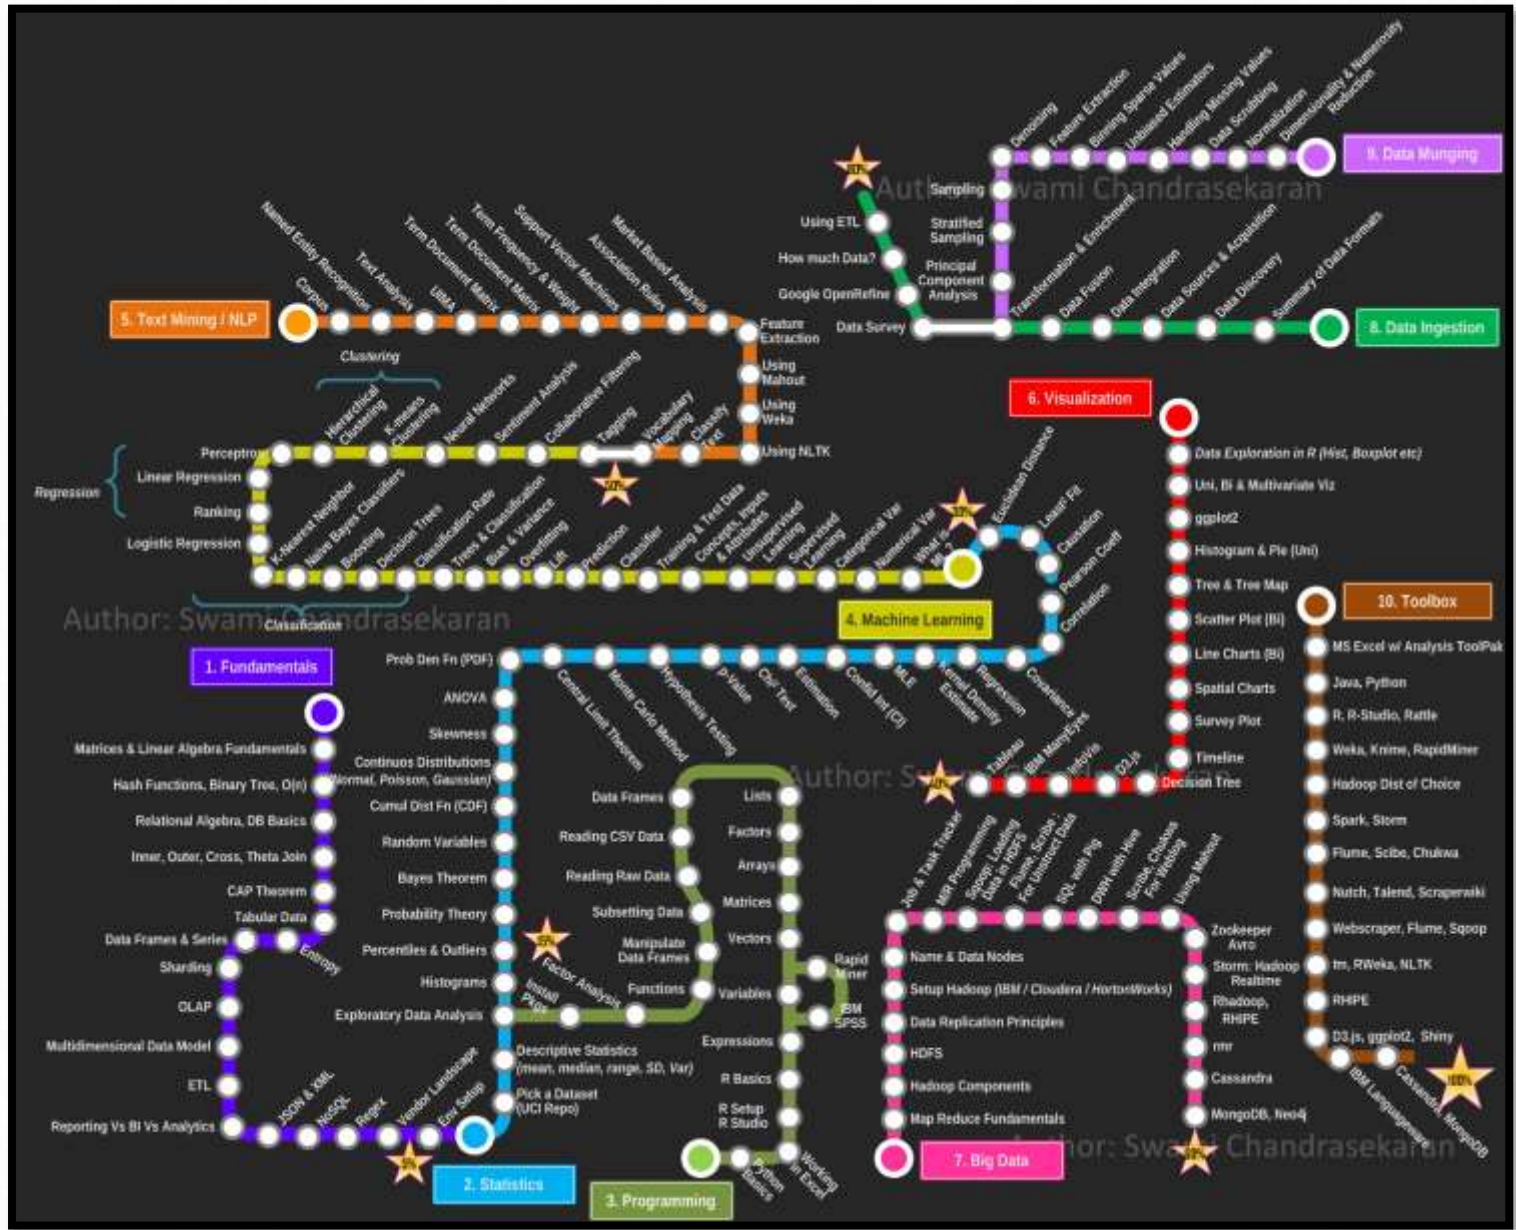 Denoising
Feature Extraction
Binning Sparse Values
Unbiased Estimators
Handling Missing Values
Data Scrubbing
Normalization
Dimensionality & Numerosity
Reduction
9. Data Munging
Author: Swami Chandrasekaran
Sampling
Stratified
Sampling
Principal
Component
Analysis
Using ETL
How much Data?
Google OpenRefine
Data Survey
Transformation & Enrichment
Data Fusion
Data Integration
Data Sources & Acquisition
Data Discovery
Summary of Data Formats
8. Data Ingestion
5. Text Mining / NLP
Corpus
Named Entity Recognition
Text Analysis
UIMA
Term Document Matrix
Term Document Matrix
Term Frequency & Weight
Support Vector Machines
Association Rules
Market Based Analysis
Feature
Extraction
Using
Mahout
Using
Weka
Using NLTK
Classify
Text
Vocabulary
Mapping
Tagging
50%
Collaborative Filtering
Sentiment Analysis
Neural Networks
K-means
Clustering
Hierarchical
Clustering
Clustering
Perceptron
Linear Regression
Ranking
Logistic Regression
Regression
K-Nearest Neighbor
Naive Bayes Classifiers
Boosting
Decision Trees
Classification Rate
Trees & Classification
Bias & Variance
Overfitting
Lift
Prediction
Classifier
Training & Test Data
Concepts, Inputs
& Attributes
Unsupervised
Learning
Supervised
Learning
Categorical Var
Numerical Var
What is
ML?
30%
Classification
Author: Swami Chandrasekaran
4. Machine Learning
Euclidean Distance
Least² Fit
Causation
Pearson Coeff
Correlation
Covariance
Regression
Kernel Density
Estimate
MLE
Confid Int (CI)
Estimation
Chi² Test
p-Value
Hypothesis Testing
Monte Carlo Method
Central Limit Theorem
Prob Den Fn (PDF)
ANOVA
Skewness
Continuos Distributions
(Normal, Poisson, Gaussian)
Cumul Dist Fn (CDF)
Random Variables
Bayes Theorem
Probability Theory
Percentiles & Outliers
Histograms
Exploratory Data Analysis
Descriptive Statistics
(mean, median, range, SD, Var)
Pick a Dataset
(UCI Repo)
2. Statistics
1. Fundamentals
Matrices & Linear Algebra Fundamentals
Hash Functions, Binary Tree, O(n)
Relational Algebra, DB Basics
Inner, Outer, Cross, Theta Join
CAP Theorem
Tabular Data
Entropy
Data Frames & Series
Sharding
OLAP
Multidimensional Data Model
ETL
Reporting Vs BI Vs Analytics
JSON & XML
NoSQL
Regex
Vendor Landscape
Env Setup
5%
Install
Pkgs
Factor Analysis
Functions
Manipulate
Data Frames
Subsetting Data
Reading Raw Data
Reading CSV Data
Data Frames
Lists
Factors
Arrays
Matrices
Vectors
Variables
Rapid
Miner
IBM
SPSS
Expressions
R Basics
R Setup
R Studio
Working
in Excel
Python
Basics
3. Programming
6. Visualization
Data Exploration in R (Hist, Boxplot etc)
Uni, Bi & Multivariate Viz
ggplot2
Histogram & Pie (Uni)
Tree & Tree Map
Scatter Plot (Bi)
Line Charts (Bi)
Spatial Charts
Survey Plot
Timeline
Decision Tree
D3.js
InfoVis
IBM ManyEyes
Tableau
40%
Job & Task Tracker
MR Programming
Sqoop: Loading
Data in HDFS
Flume, Scribe:
For Unstruct Data
SQL with Pig
DWH with Hive
Scribe, Chukwa
For Weblog
Using Mahout
Zookeeper
Avro
Storm: Hadoop
Realtime
Rhadoop,
RHIPE
rmr
Cassandra
MongoDB, Neo4j
Name & Data Nodes
Setup Hadoop (IBM / Cloudera / HortonWorks)
Data Replication Principles
HDFS
Hadoop Components
Map Reduce Fundamentals
7. Big Data
10. Toolbox
MS Excel w/ Analysis ToolPak
Java, Python
R, R-Studio, Rattle
Weka, Knime, RapidMiner
Hadoop Dist of Choice
Spark, Storm
Flume, Scibe, Chukwa
Nutch, Talend, Scraperwiki
Webscraper, Flume, Sqoop
tm, RWeka, NLTK
RHIPE
D3.js, ggplot2, Shiny
IBM Languageware
Cassandra, MongoDB
100%